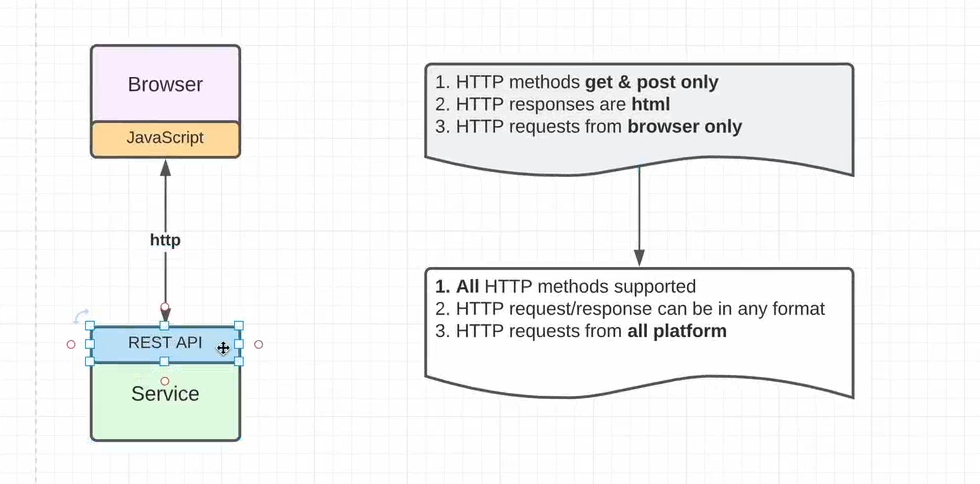 Browser
JavaScript
http
REST API
Service
1. HTTP methods get & post only
2. HTTP responses are html
3. HTTP requests from browser only
1. All HTTP methods supported
2. HTTP request/response can be in any format
3. HTTP requests from all platform